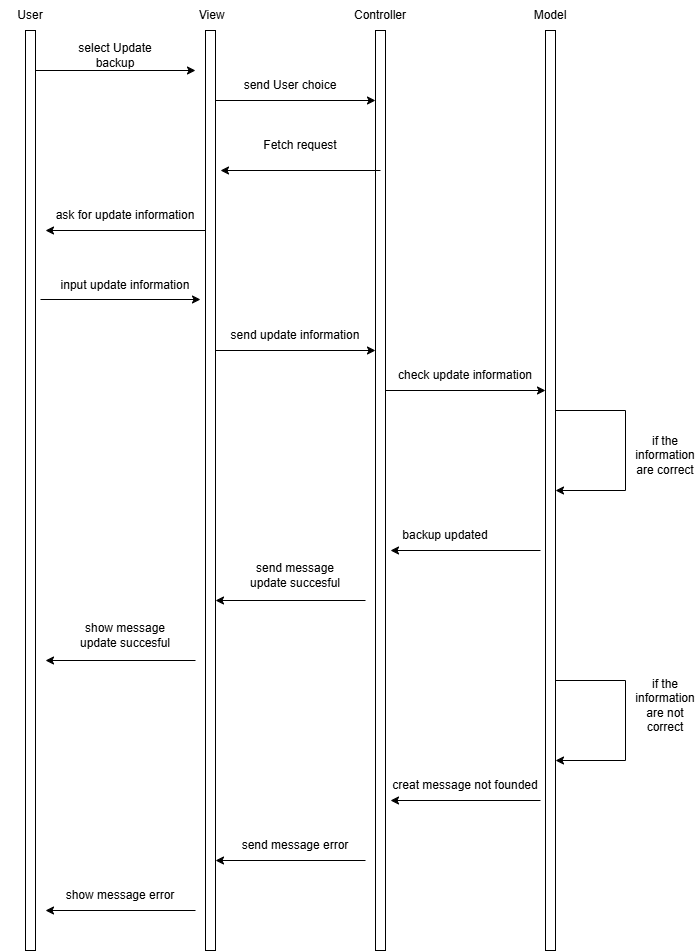 User
View
Controller
Model
select Update
backup
send User choice
Fetch request
ask for update information
input update information
send update information
check update information
if the
information
are correct
backup updated
send message
update succesful
show message
update succesful
if the
information
are not
correct
creat message not founded
send message error
show message error